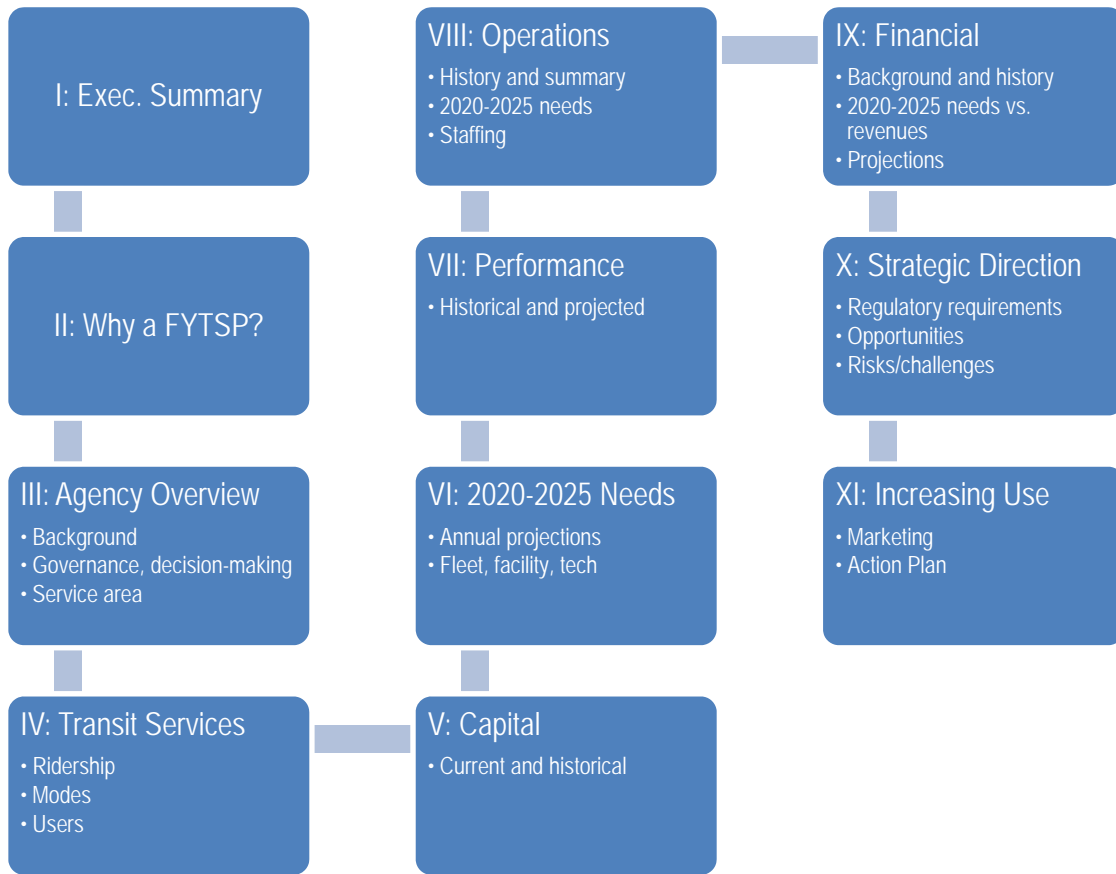 I: Exec. Summary
II: Why a FYTSP?
III: Agency Overview
• Background
• Governance, decision-making
• Service area
IV: Transit Services
• Ridership
• Modes
• Users
V: Capital
• Current and historical
VI: 2020-2025 Needs
• Annual projections
• Fleet, facility, tech
VII: Performance
• Historical and projected
VIII: Operations
• History and summary
• 2020-2025 needs
• Staffing
IX: Financial
• Background and history
• 2020-2025 needs vs.
revenues
• Projections
X: Strategic Direction
• Regulatory requirements
• Opportunities
• Risks/challenges
XI: Increasing Use
• Marketing
• Action Plan